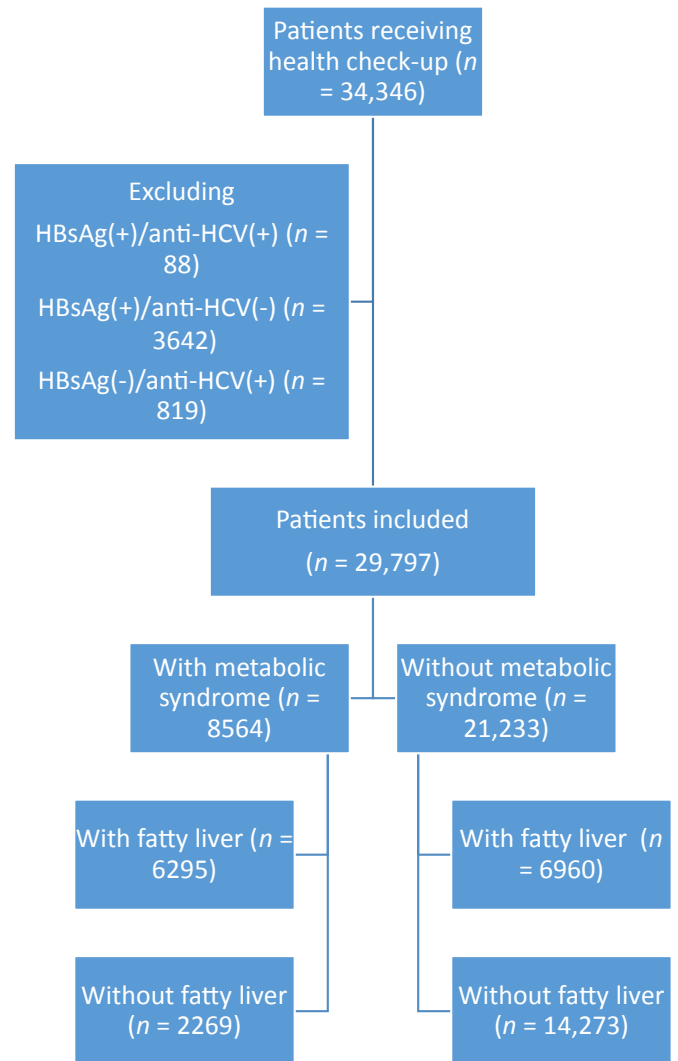 Patients receiving
health check-up (n
= 34,346)
Excluding
HBsAg(+)/anti-HCV(+) (n =
88)
HBsAg(+)/anti-HCV(-) (n =
3642)
HBsAg(-)/anti-HCV(+) (n =
819)
Patients included
(n = 29,797)
With metabolic
syndrome (n =
8564)
Without metabolic
syndrome (n =
21,233)
With fatty liver (n =
6295)
With fatty liver (n
= 6960)
Without fatty liver
(n = 2269)
Without fatty liver
(n = 14,273)